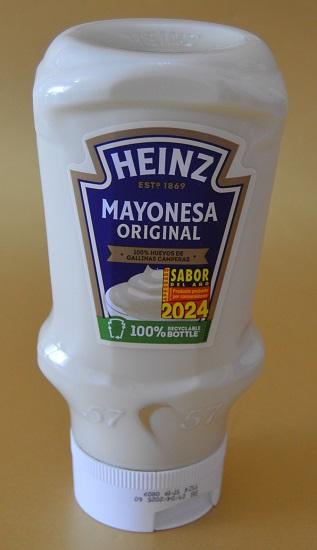 HEINZ
ESTD 1869
MAYONESA
ORIGINAL
100% HUEVOS DE
GALLINAS CAMPERAS
SABOR
DEL AÑO
2024
100% RECYCLABLE
BOTTLE
57 57